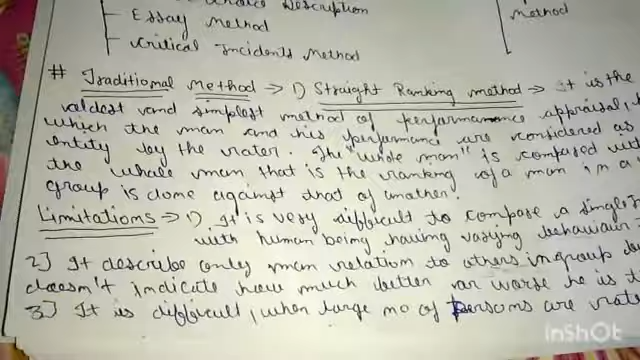 Description
Essay Method
Critical Incidents Method
Method
# Traditional Method → 1) Straight Ranking method → It is the
oldest and simplest method of performance appraisal, by
which the man and his performance are considered as
entity by the rater. The "whole man" is compared with
the whole man that is the ranking of a man in a
group is done against that of another.
Limitations → 1) It is very difficult to compare a single
with human being having varying behaviour
2) It describe only man relation to others in group
doesn't indicate how much better or worse he is
3) It is difficult, when large no of persons are
InShot